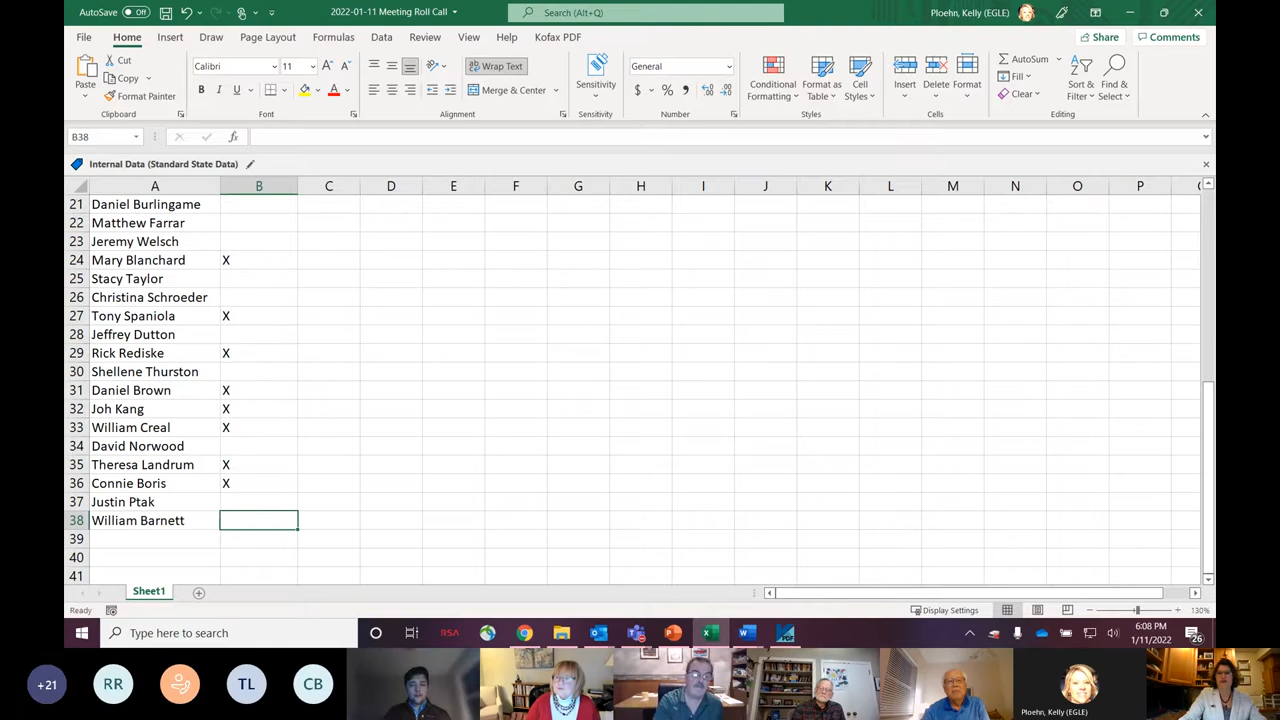 AutoSave Off 2022-01-11 Meeting Roll Call Search (Alt+Q) Ploehn, Kelly (EGLE)
File Home Insert Draw Page Layout Formulas Data Review View Help Kofax PDF Share Comments
Paste Cut Copy Format Painter Clipboard
Calibri 11 B I U A Font
Wrap Text Merge & Center Alignment
Sensitivity Sensitivity
General $ % Number
Conditional Formatting Format as Table Cell Styles Styles
Insert Delete Format Cells
AutoSum Fill Clear Sort & Filter Find & Select Editing
B38 fx
Internal Data (Standard State Data)
A B C D E F G H I J K L M N O P
21 Daniel Burlingame
22 Matthew Farrar
23 Jeremy Welsch
24 Mary Blanchard X
25 Stacy Taylor
26 Christina Schroeder
27 Tony Spaniola X
28 Jeffrey Dutton
29 Rick Rediske X
30 Shellene Thurston
31 Daniel Brown X
32 Joh Kang X
33 William Creal X
34 David Norwood
35 Theresa Landrum X
36 Connie Boris X
37 Justin Ptak
38 William Barnett
39
40
41
Sheet1
Ready Display Settings 130%
Type here to search RSA 6:08 PM
1/11/2022 26
+21 RR TL CB
Ploehn, Kelly (EGLE)